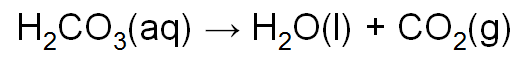 H₂CO₃(aq) → H₂O(l) + CO₂(g)